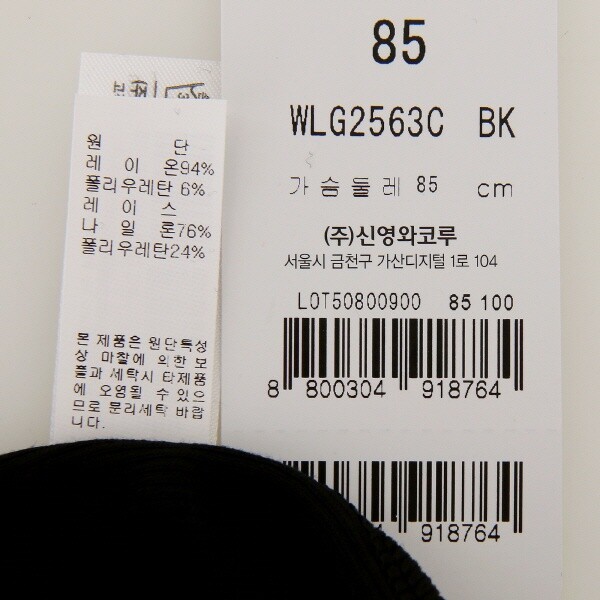 원 단
레 이 온94%
폴리우레탄 6%
레 이 스
나 일 론76%
폴리우레탄24%
본 제품은 원단특성
상 마찰에 의한 보
풀과 세탁시 타제품
에 오염될 수 있으
므로 분리세탁 바랍
니다.
85
WLG2563C BK
가슴둘레 85 cm
(주)신영와코루
서울시 금천구 가산디지털 1로 104
LOT50800900 85 100
8 800304 918764
918764